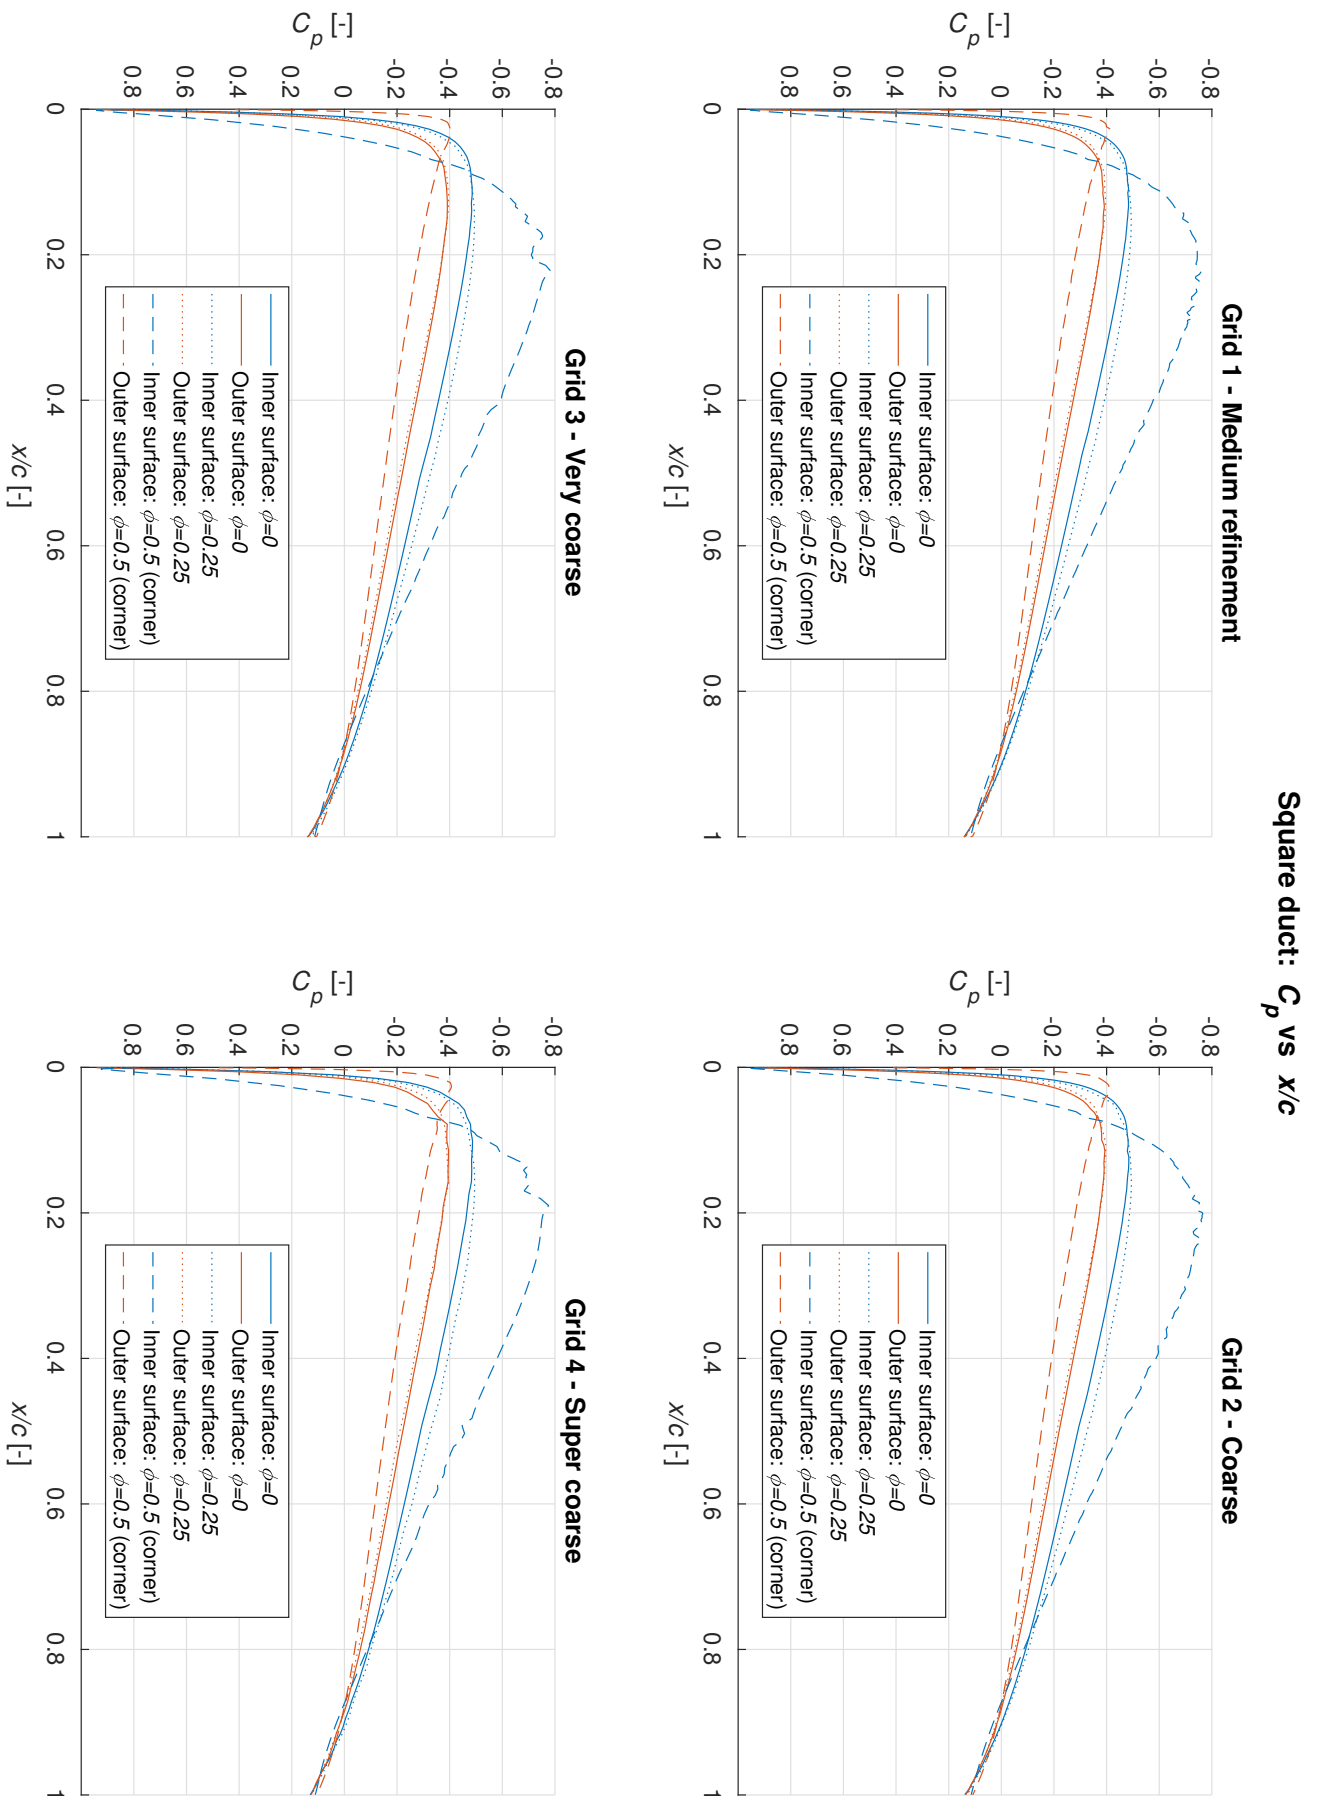 Square duct: Cp vs x/c
Grid 1 - Medium refinement
Cp [-]
-0.8
-0.6
-0.4
-0.2
0
0.2
0.4
0.6
0.8
0
0.2
0.4
0.6
0.8
1
x/c [-]
Inner surface: ϕ=0
Outer surface: ϕ=0
Inner surface: ϕ=0.25
Outer surface: ϕ=0.25
Inner surface: ϕ=0.5 (corner)
Outer surface: ϕ=0.5 (corner)
Grid 2 - Coarse
Cp [-]
-0.8
-0.6
-0.4
-0.2
0
0.2
0.4
0.6
0.8
0
0.2
0.4
0.6
0.8
1
x/c [-]
Inner surface: ϕ=0
Outer surface: ϕ=0
Inner surface: ϕ=0.25
Outer surface: ϕ=0.25
Inner surface: ϕ=0.5 (corner)
Outer surface: ϕ=0.5 (corner)
Grid 3 - Very coarse
Cp [-]
-0.8
-0.6
-0.4
-0.2
0
0.2
0.4
0.6
0.8
0
0.2
0.4
0.6
0.8
1
x/c [-]
Inner surface: ϕ=0
Outer surface: ϕ=0
Inner surface: ϕ=0.25
Outer surface: ϕ=0.25
Inner surface: ϕ=0.5 (corner)
Outer surface: ϕ=0.5 (corner)
Grid 4 - Super coarse
Cp [-]
-0.8
-0.6
-0.4
-0.2
0
0.2
0.4
0.6
0.8
0
0.2
0.4
0.6
0.8
1
x/c [-]
Inner surface: ϕ=0
Outer surface: ϕ=0
Inner surface: ϕ=0.25
Outer surface: ϕ=0.25
Inner surface: ϕ=0.5 (corner)
Outer surface: ϕ=0.5 (corner)